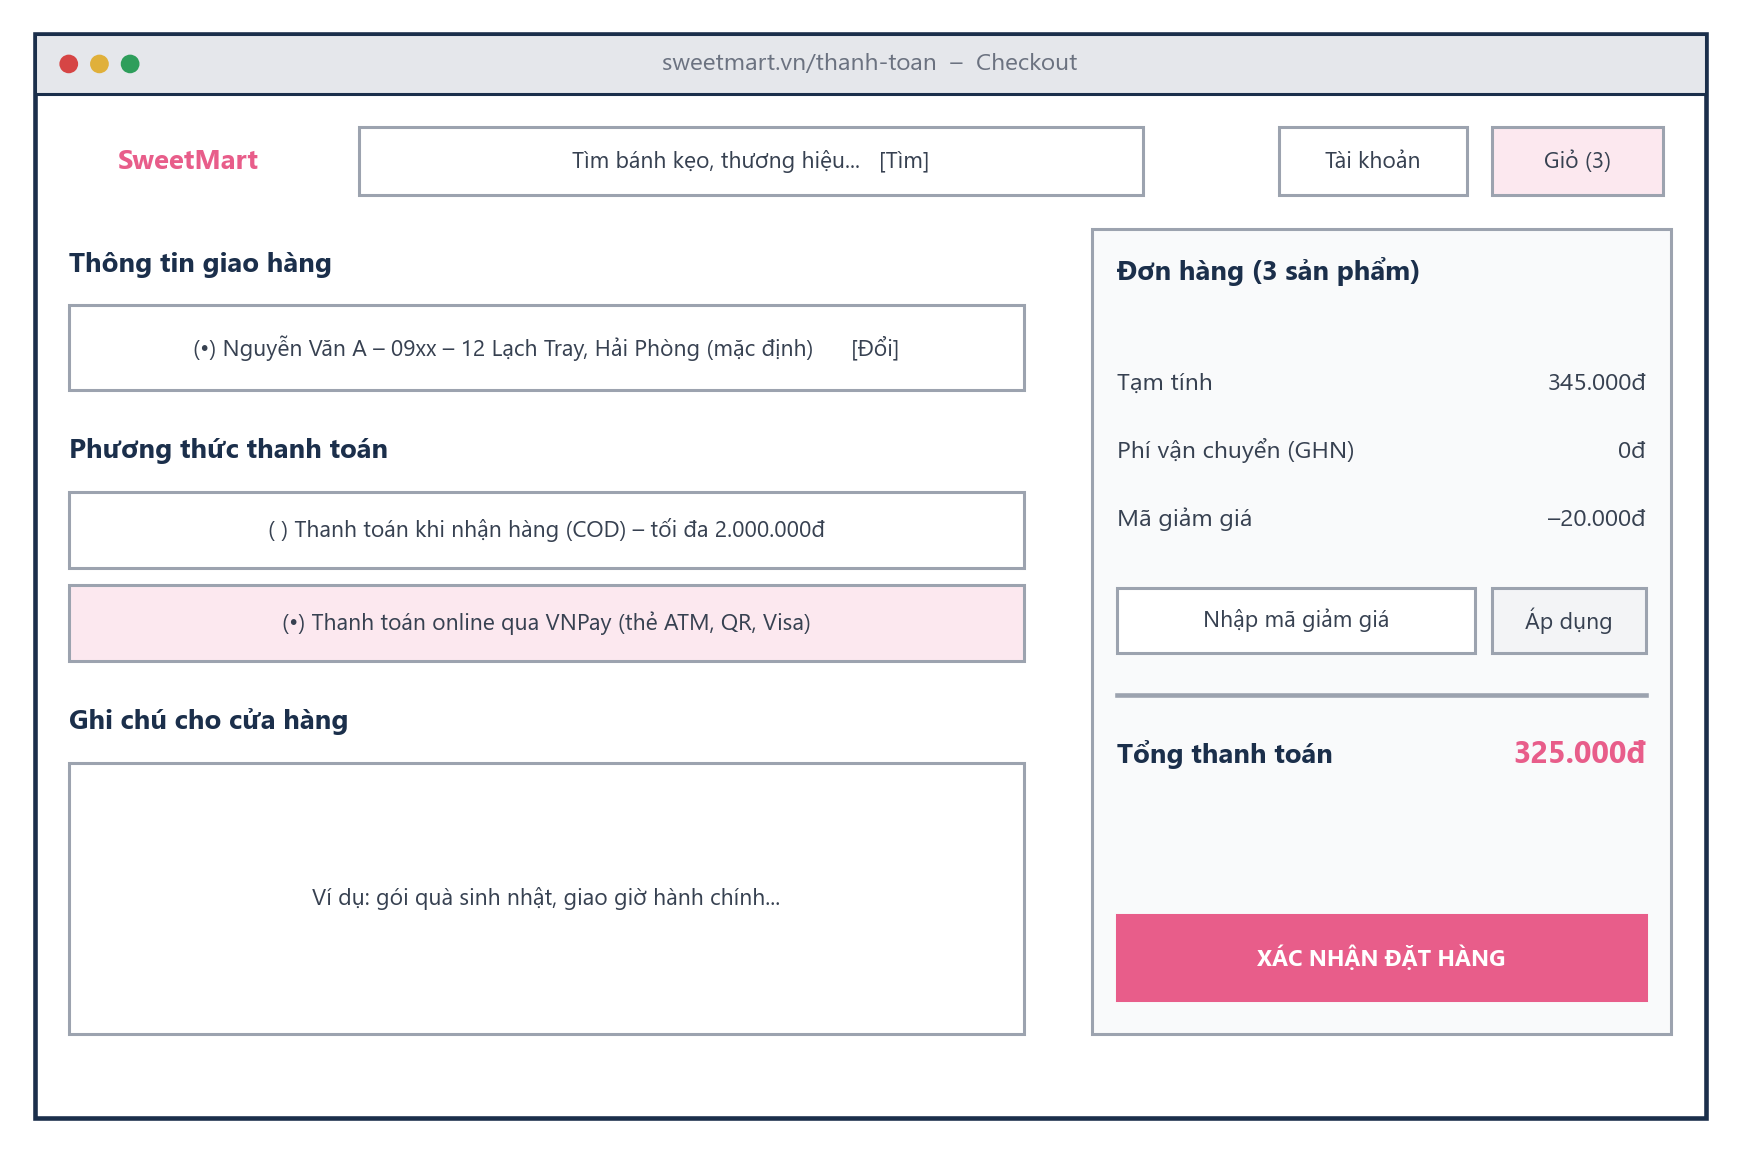 sweetmart.vn/thanh-toan – Checkout
SweetMart
Tìm bánh kẹo, thương hiệu... [Tìm]
Tài khoản
Giỏ (3)
Thông tin giao hàng
(•) Nguyễn Văn A – 09xx – 12 Lạch Tray, Hải Phòng (mặc định) [Đổi]
Phương thức thanh toán
( ) Thanh toán khi nhận hàng (COD) – tối đa 2.000.000đ
(•) Thanh toán online qua VNPay (thẻ ATM, QR, Visa)
Ghi chú cho cửa hàng
Ví dụ: gói quà sinh nhật, giao giờ hành chính...
Đơn hàng (3 sản phẩm)
Tạm tính 345.000đ
Phí vận chuyển (GHN) 0đ
Mã giảm giá –20.000đ
Nhập mã giảm giá
Áp dụng
Tổng thanh toán 325.000đ
XÁC NHẬN ĐẶT HÀNG